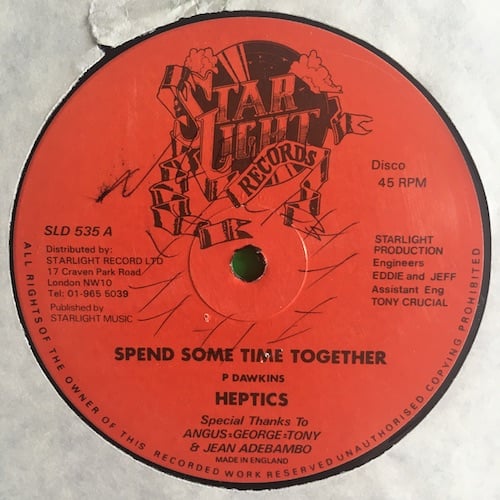 STAR
LIGHT
RECORDS
Disco
45 RPM
SLD 535 A
Distributed by:
STARLIGHT RECORD LTD
17 Craven Park Road
London NW10
Tel: 01-965 5039
Published by
STARLIGHT MUSIC
STARLIGHT
PRODUCTION
Engineers
EDDIE and JEFF
Assistant Eng
TONY CRUCIAL
SPEND SOME TIME TOGETHER
P DAWKINS
HEPTICS
Special Thanks To
ANGUS=GEORGE=TONY
& JEAN ADEBAMBO
MADE IN ENGLAND
ALL RIGHTS OF THE OWNER OF THIS RECORDED WORK RESERVED UNAUTHORISED COPYING PROHIBITED